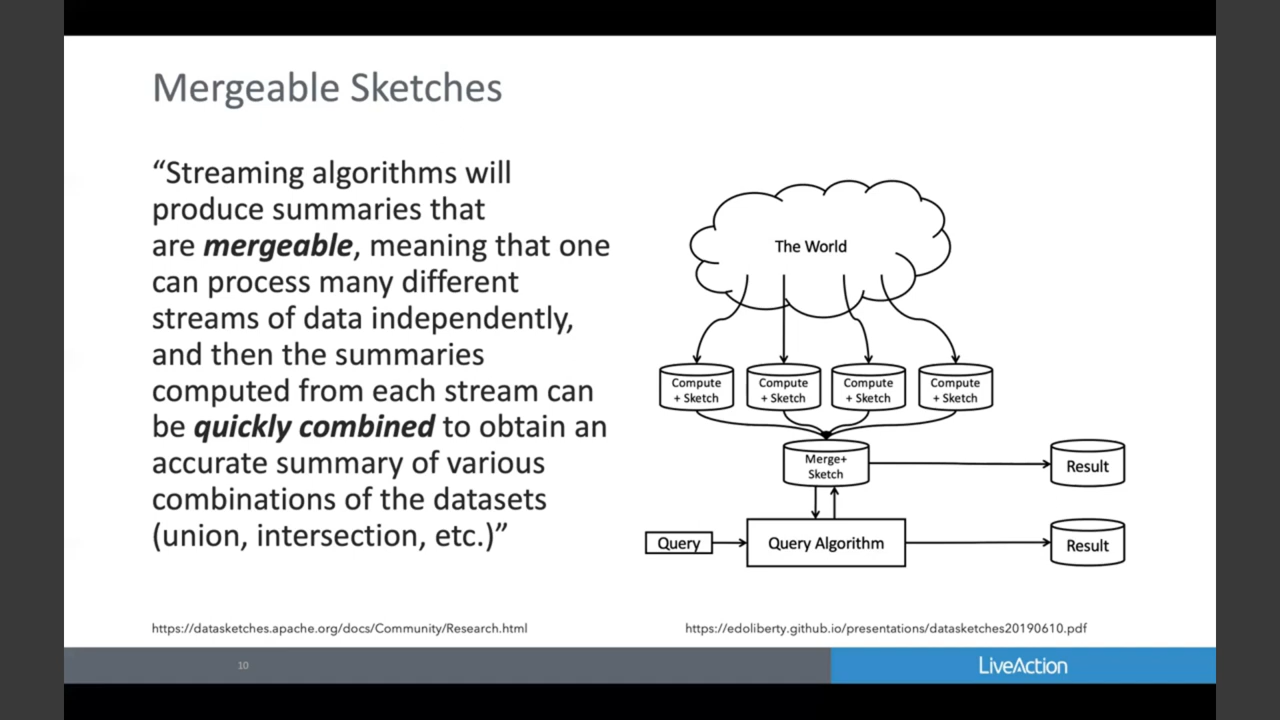 Mergeable Sketches
“Streaming algorithms will
produce summaries that
are mergeable, meaning that one
can process many different
streams of data independently,
and then the summaries
computed from each stream can
be quickly combined to obtain an
accurate summary of various
combinations of the datasets
(union, intersection, etc.)”
The World
Compute
+ Sketch
Compute
+ Sketch
Compute
+ Sketch
Compute
+ Sketch
Merge+
Sketch
Result
Query
Query Algorithm
Result
https://datasketches.apache.org/docs/Community/Research.html
https://edoliberty.github.io/presentations/datasketches20190610.pdf
10
LiveAction